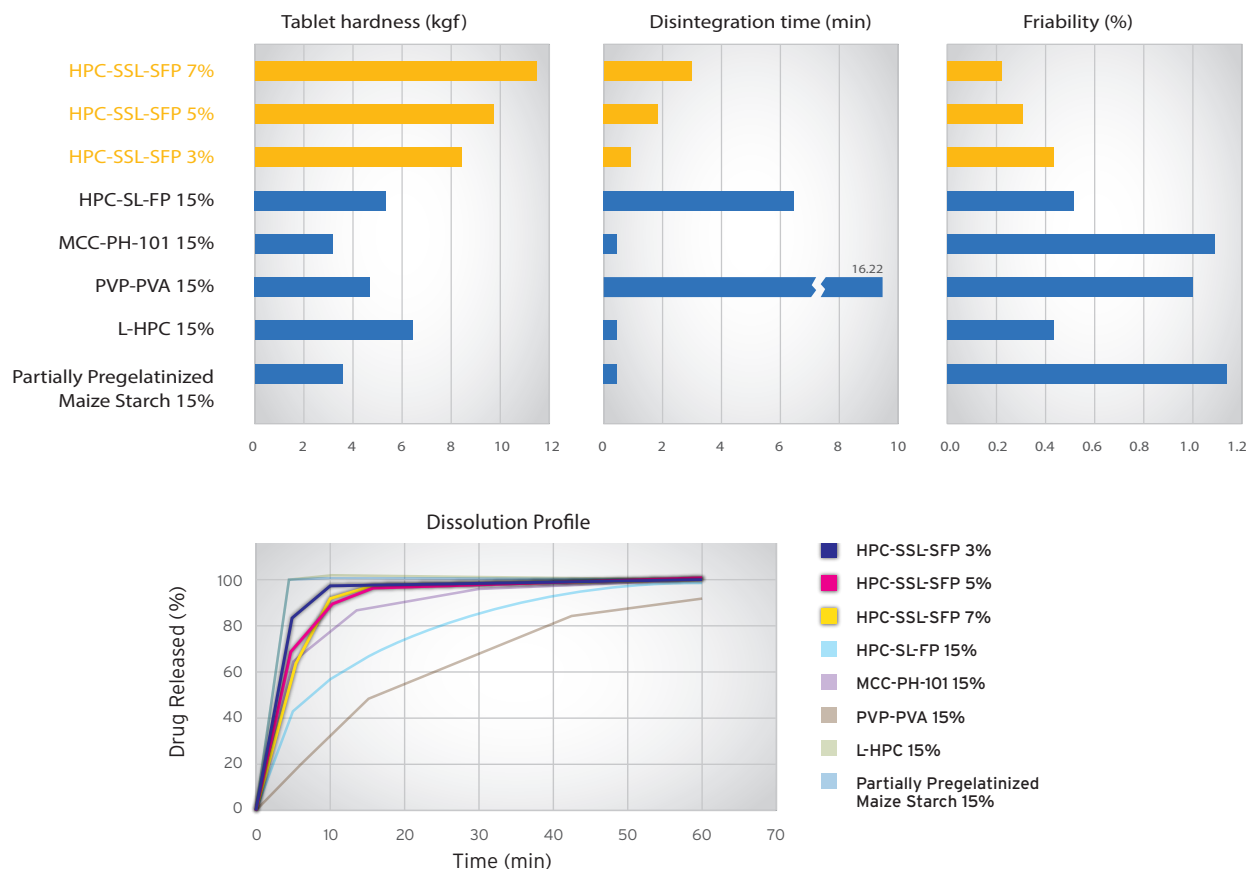 Tablet hardness (kgf)
Disintegration time (min)
Friability (%)
HPC-SSL-SFP 7%
HPC-SSL-SFP 5%
HPC-SSL-SFP 3%
HPC-SL-FP 15%
MCC-PH-101 15%
PVP-PVA 15%
16.22
L-HPC 15%
Partially Pregelatinized
Maize Starch 15%
0 2 4 6 8 10 12
0 2 4 6 8 10
0.0 0.2 0.4 0.6 0.8 1.0 1.2
Dissolution Profile
Drug Released (%)
100
80
60
40
20
0
0 10 20 30 40 50 60 70
Time (min)
HPC-SSL-SFP 3%
HPC-SSL-SFP 5%
HPC-SSL-SFP 7%
HPC-SL-FP 15%
MCC-PH-101 15%
PVP-PVA 15%
L-HPC 15%
Partially Pregelatinized
Maize Starch 15%